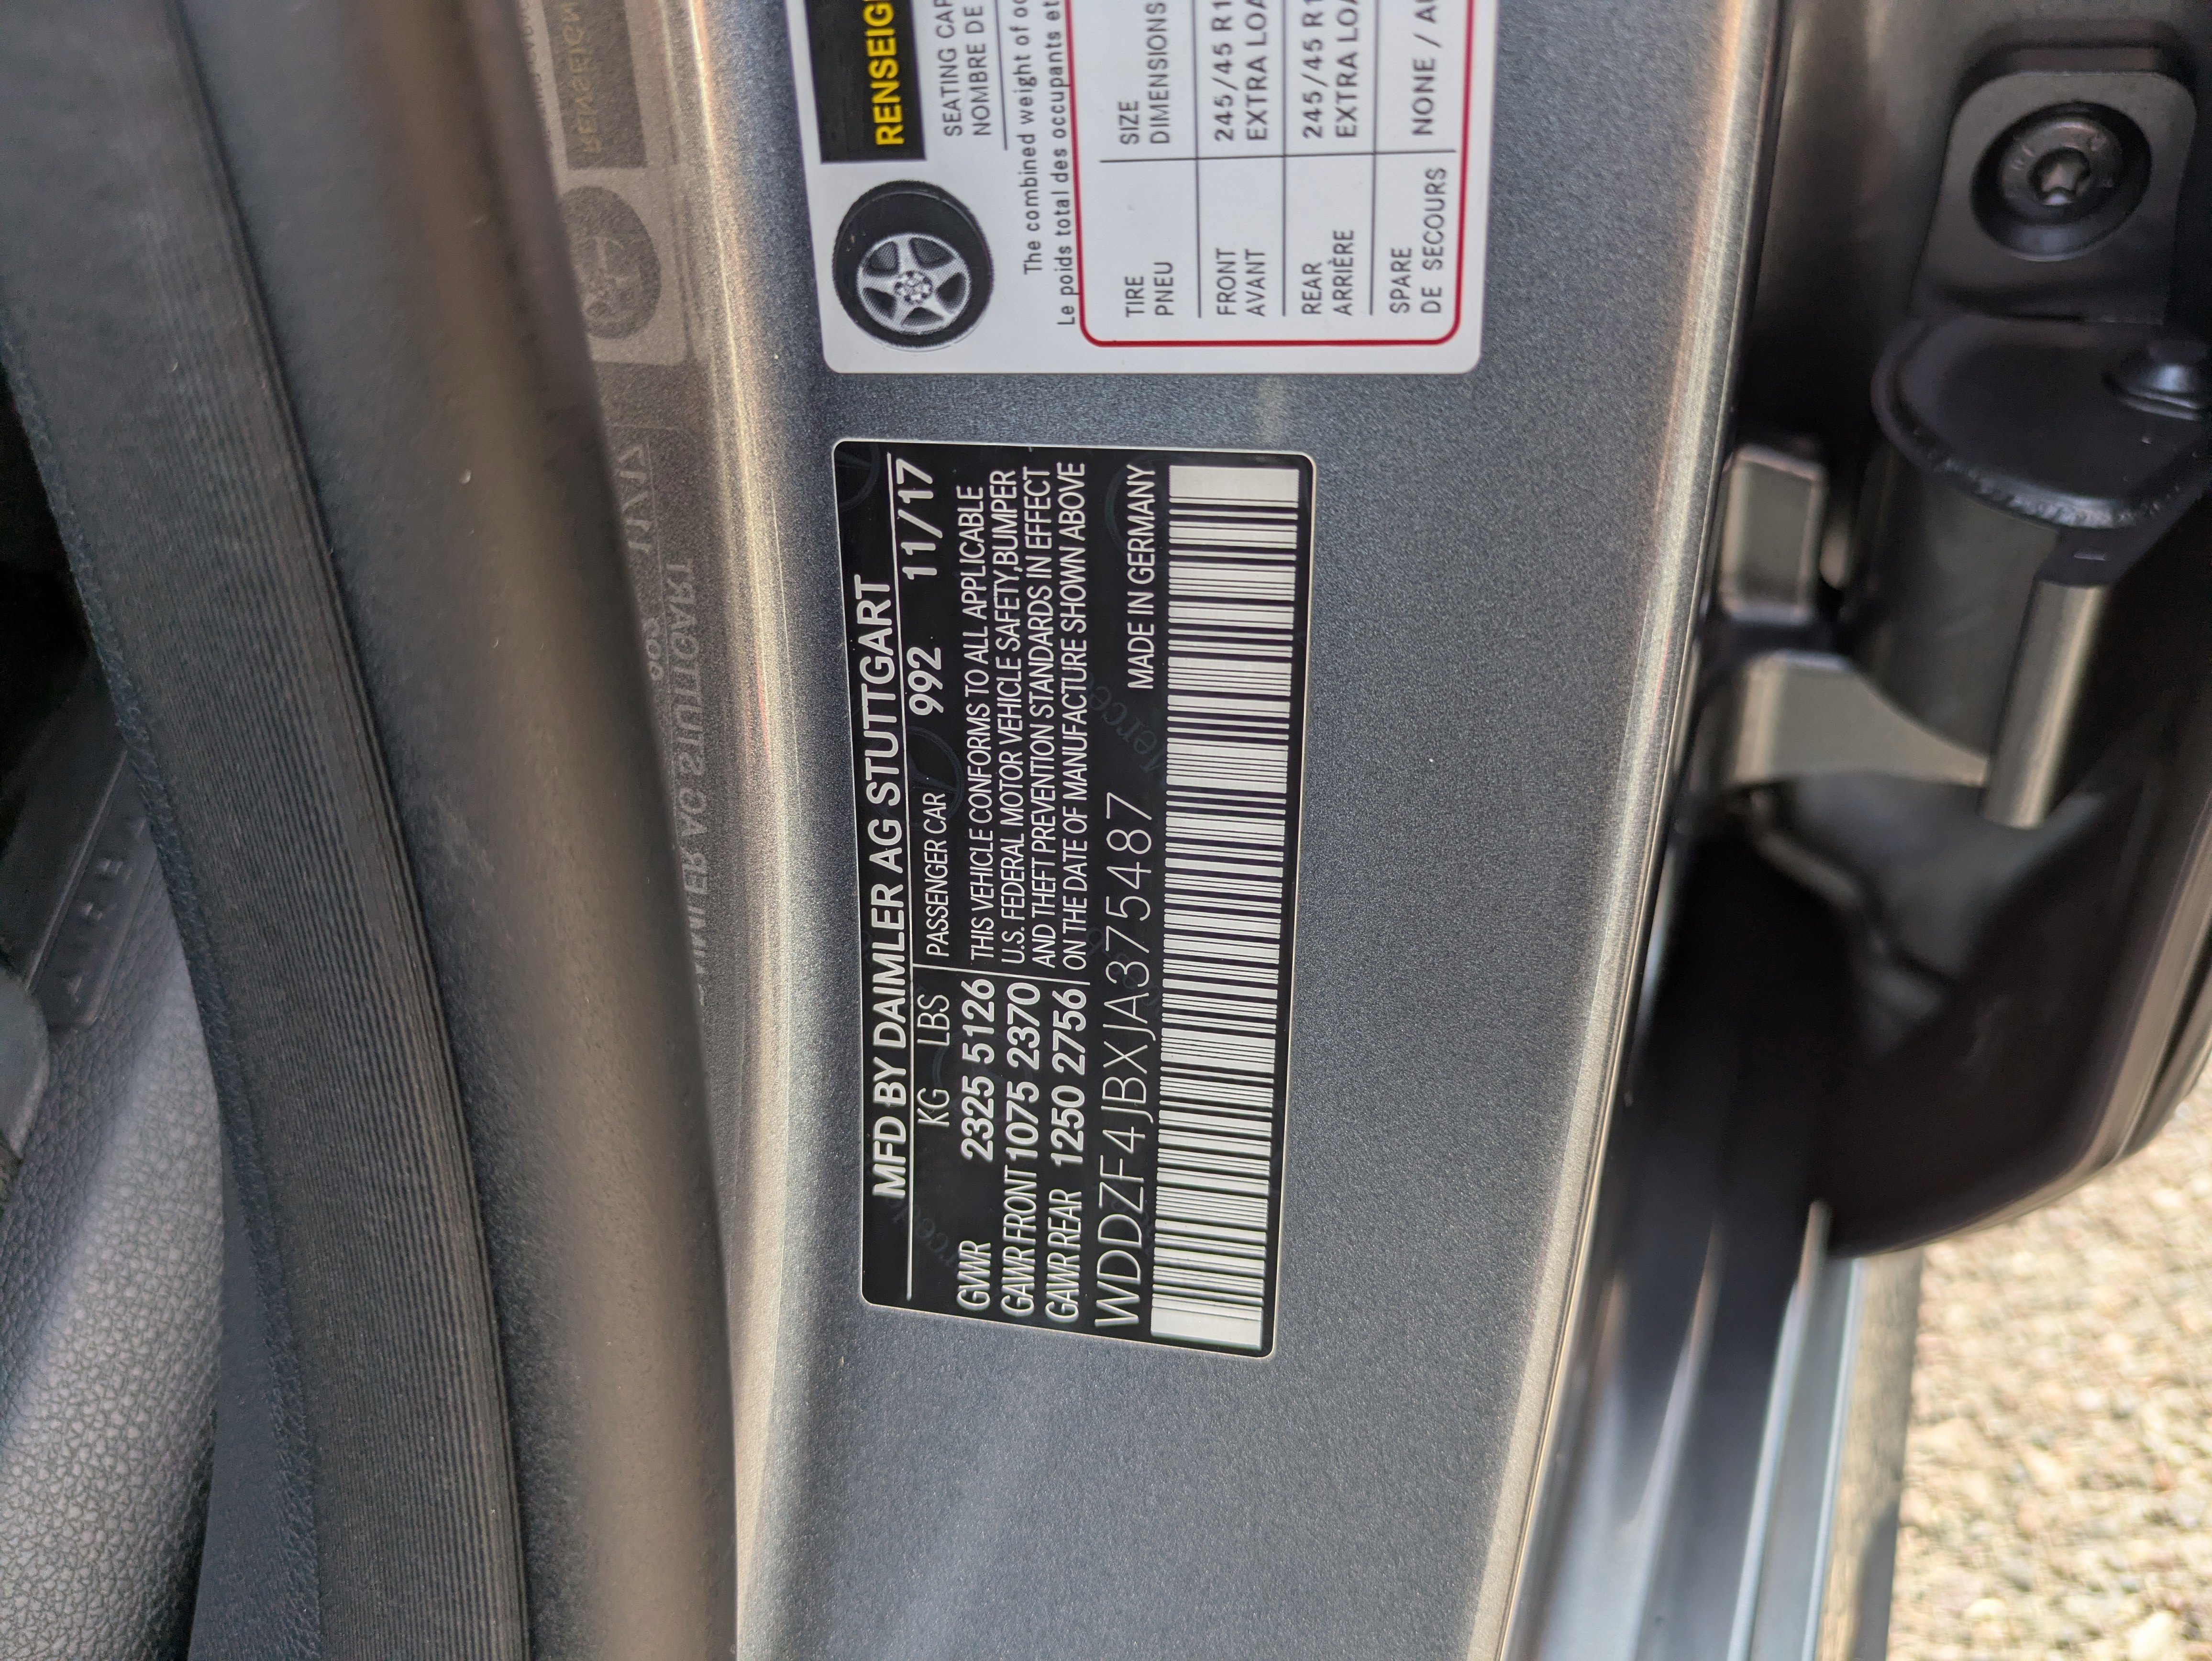 RENSEIG
SEATING CAP
NOMBRE DE
The combined weight of oc
Le poids total des occupants et
TIRE SIZE
PNEU DIMENSIONS
FRONT 245/45 R1
AVANT EXTRA LOA
REAR 245/45 R1
ARRIÈRE EXTRA LOA
SPARE NONE / A
DE SECOURS
MFD BY DAIMLER AG STUTTGART
KG LBS PASSENGER CAR 992 11/17
GVWR 2325 5126 THIS VEHICLE CONFORMS TO ALL APPLICABLE
GAWR FRONT 1075 2370 U.S. FEDERAL MOTOR VEHICLE SAFETY,BUMPER
AND THEFT PREVENTION STANDARDS IN EFFECT
GAWR REAR 1250 2756 ON THE DATE OF MANUFACTURE SHOWN ABOVE
WDDZF4JBXJA375487 MADE IN GERMANY